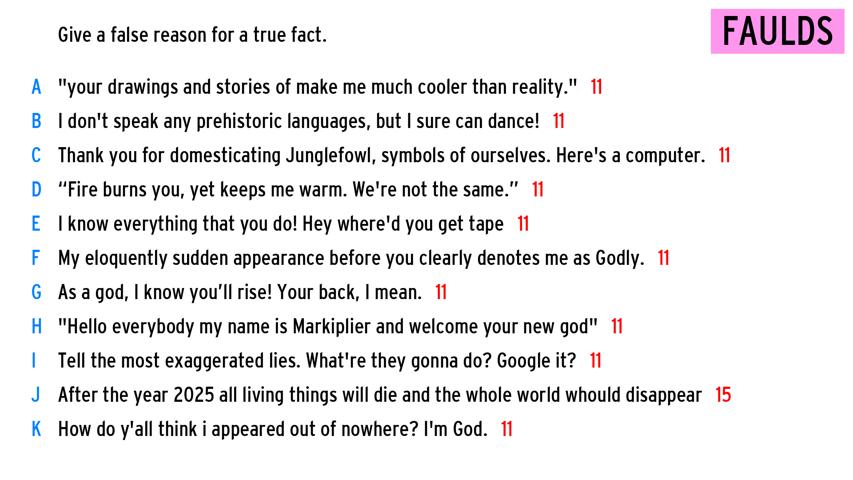 Give a false reason for a true fact.
FAULDS
A "your drawings and stories of make me much cooler than reality." 11
B I don't speak any prehistoric languages, but I sure can dance! 11
C Thank you for domesticating Junglefowl, symbols of ourselves. Here's a computer. 11
D “Fire burns you, yet keeps me warm. We're not the same.” 11
E I know everything that you do! Hey where'd you get tape 11
F My eloquently sudden appearance before you clearly denotes me as Godly. 11
G As a god, I know you’ll rise! Your back, I mean. 11
H "Hello everybody my name is Markiplier and welcome your new god" 11
I Tell the most exaggerated lies. What're they gonna do? Google it? 11
J After the year 2025 all living things will die and the whole world whould disappear 15
K How do y'all think i appeared out of nowhere? I'm God. 11